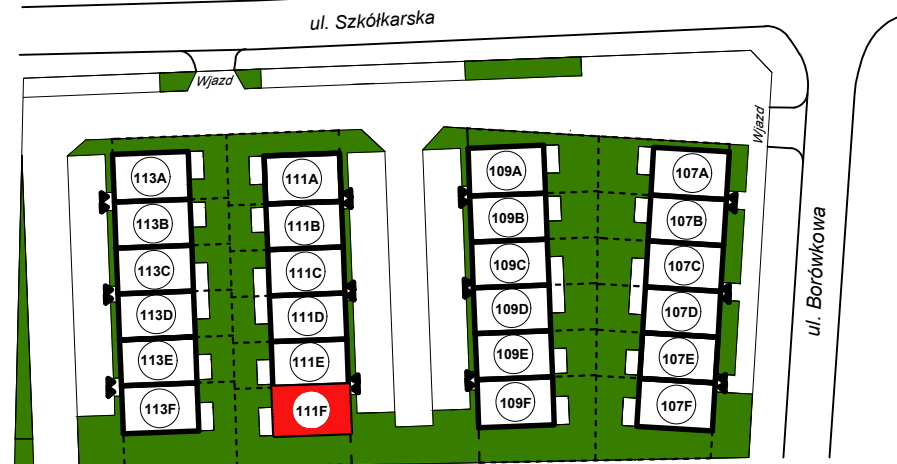 ul. Szkółkarska
Wjazd
Wjazd
ul. Borówkowa
113A
113B
113C
113D
113E
113F
111A
111B
111C
111D
111E
111F
109A
109B
109C
109D
109E
109F
107A
107B
107C
107D
107E
107F